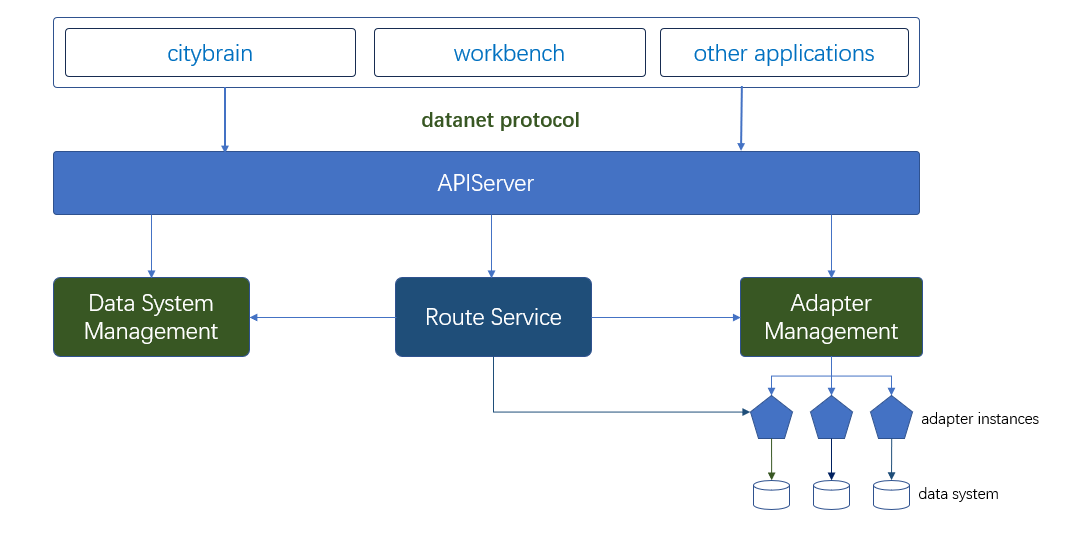 citybrain
workbench
other applications
datanet protocol
APIServer
Data System
Management
Route Service
Adapter
Management
adapter instances
data system